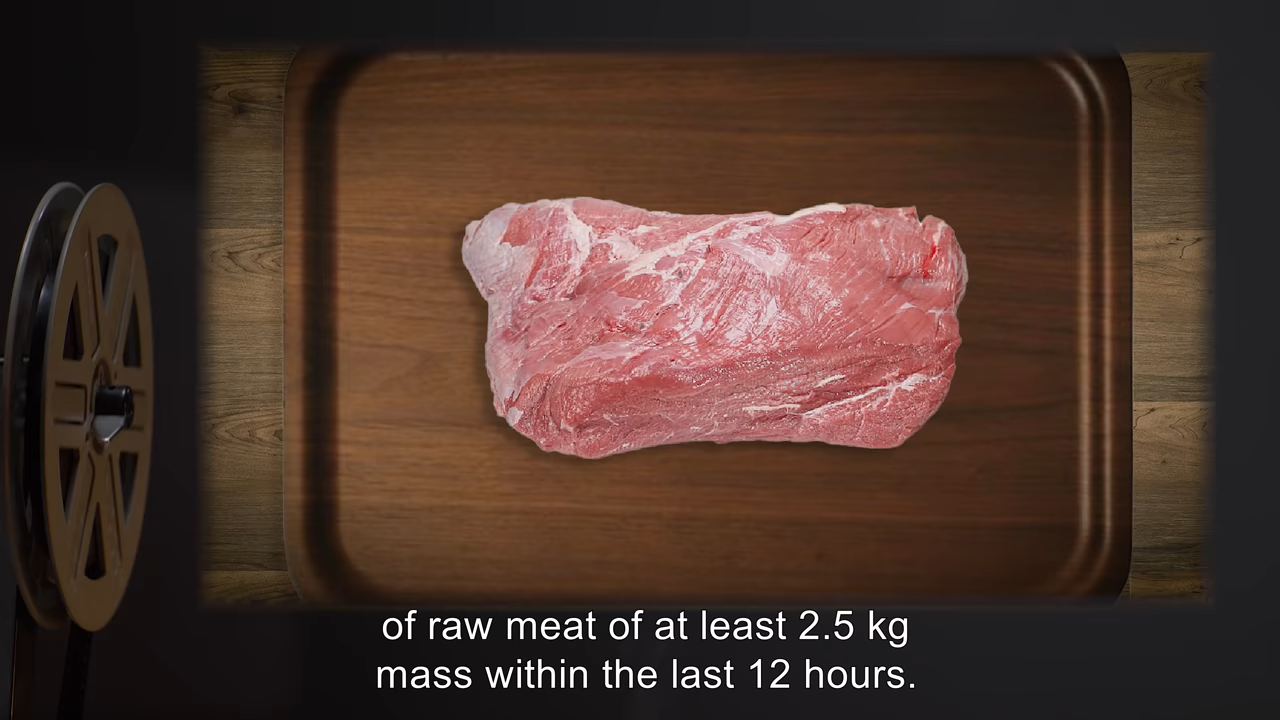 of raw meat of at least 2.5 kg
mass within the last 12 hours.